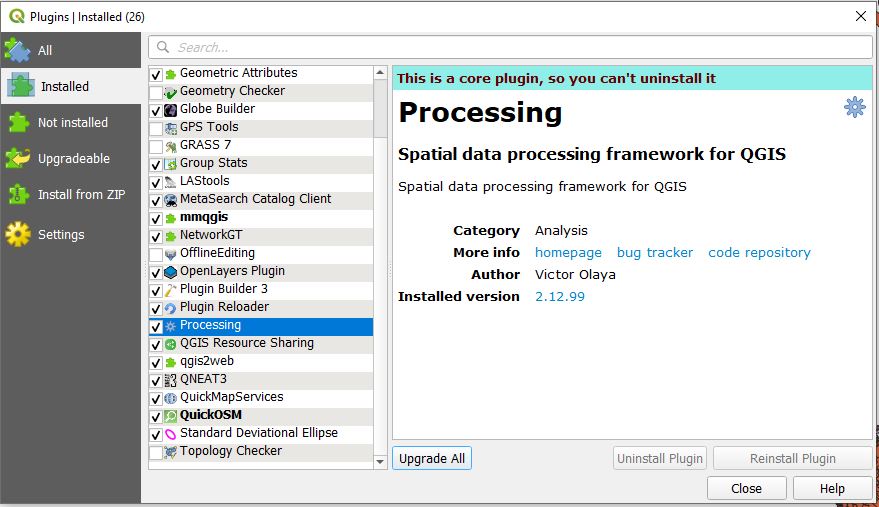 Plugins | Installed (26)
All
Installed
Not installed
Upgradeable
Install from ZIP
Settings
Search...
Geometric Attributes
Geometry Checker
Globe Builder
GPS Tools
GRASS 7
Group Stats
LAStools
MetaSearch Catalog Client
mmqgis
NetworkGT
OfflineEditing
OpenLayers Plugin
Plugin Builder 3
Plugin Reloader
Processing
QGIS Resource Sharing
qgis2web
QNEAT3
QuickMapServices
QuickOSM
Standard Deviational Ellipse
Topology Checker
This is a core plugin, so you can't uninstall it
Processing
Spatial data processing framework for QGIS
Spatial data processing framework for QGIS
Category Analysis
More info homepage bug tracker code repository
Author Victor Olaya
Installed version 2.12.99
Upgrade All
Uninstall Plugin
Reinstall Plugin
Close
Help